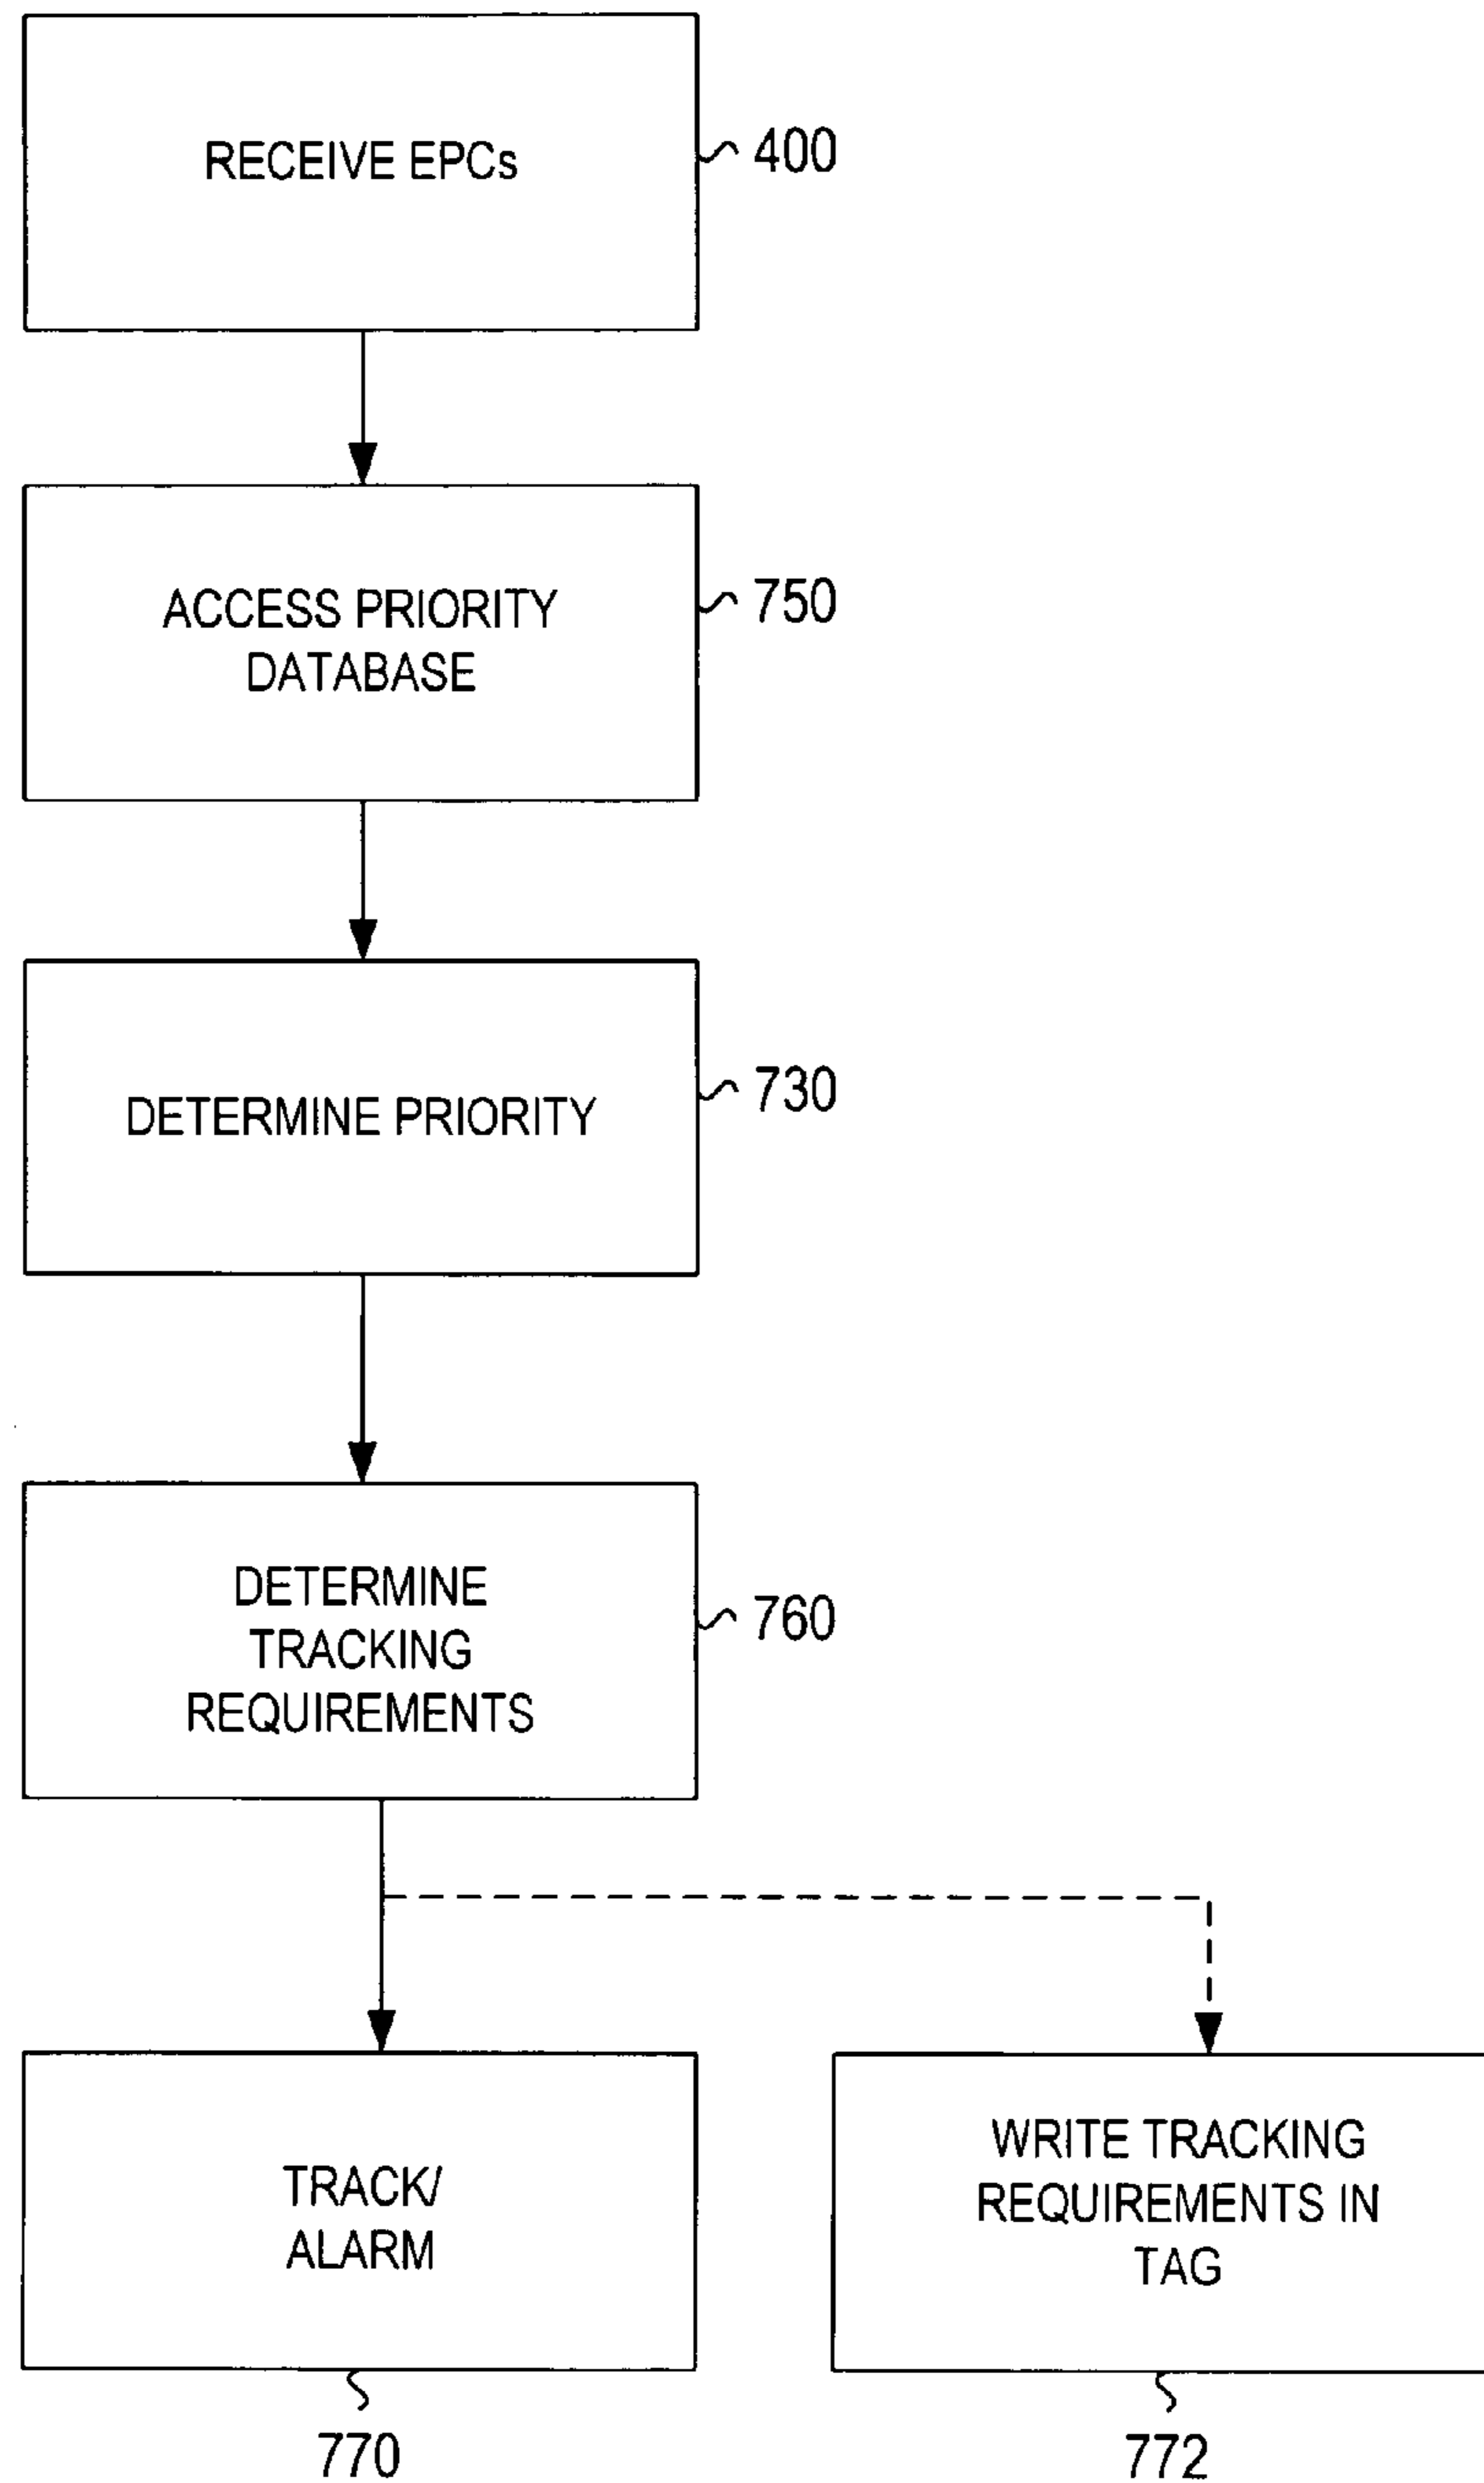 RECEIVE EPCs
400
ACCESS PRIORITY
DATABASE
750
DETERMINE PRIORITY
730
DETERMINE
TRACKING
REQUIREMENTS
760
TRACK/
ALARM
770
WRITE TRACKING
REQUIREMENTS IN
TAG
772